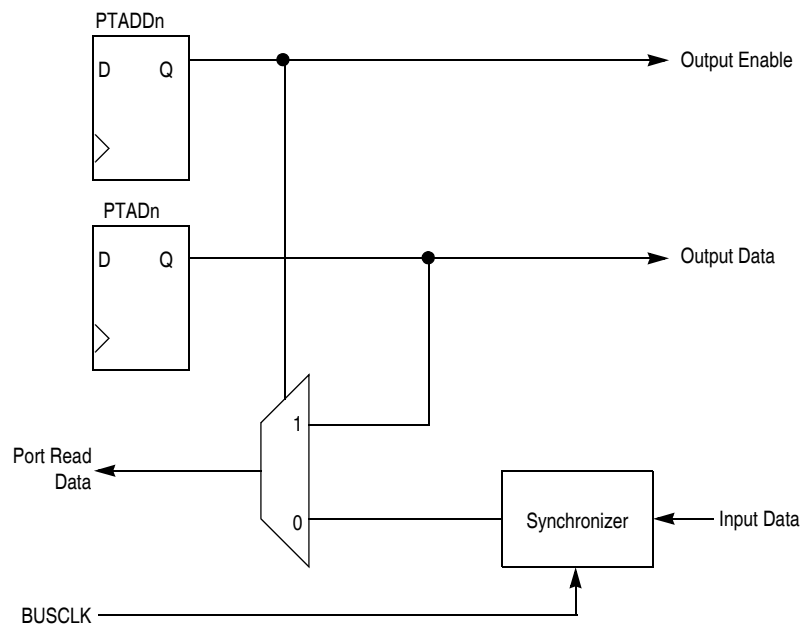 PTADDn
D Q
Output Enable
PTADn
D Q
Output Data
1
Port Read
Data
0
Synchronizer
Input Data
BUSCLK